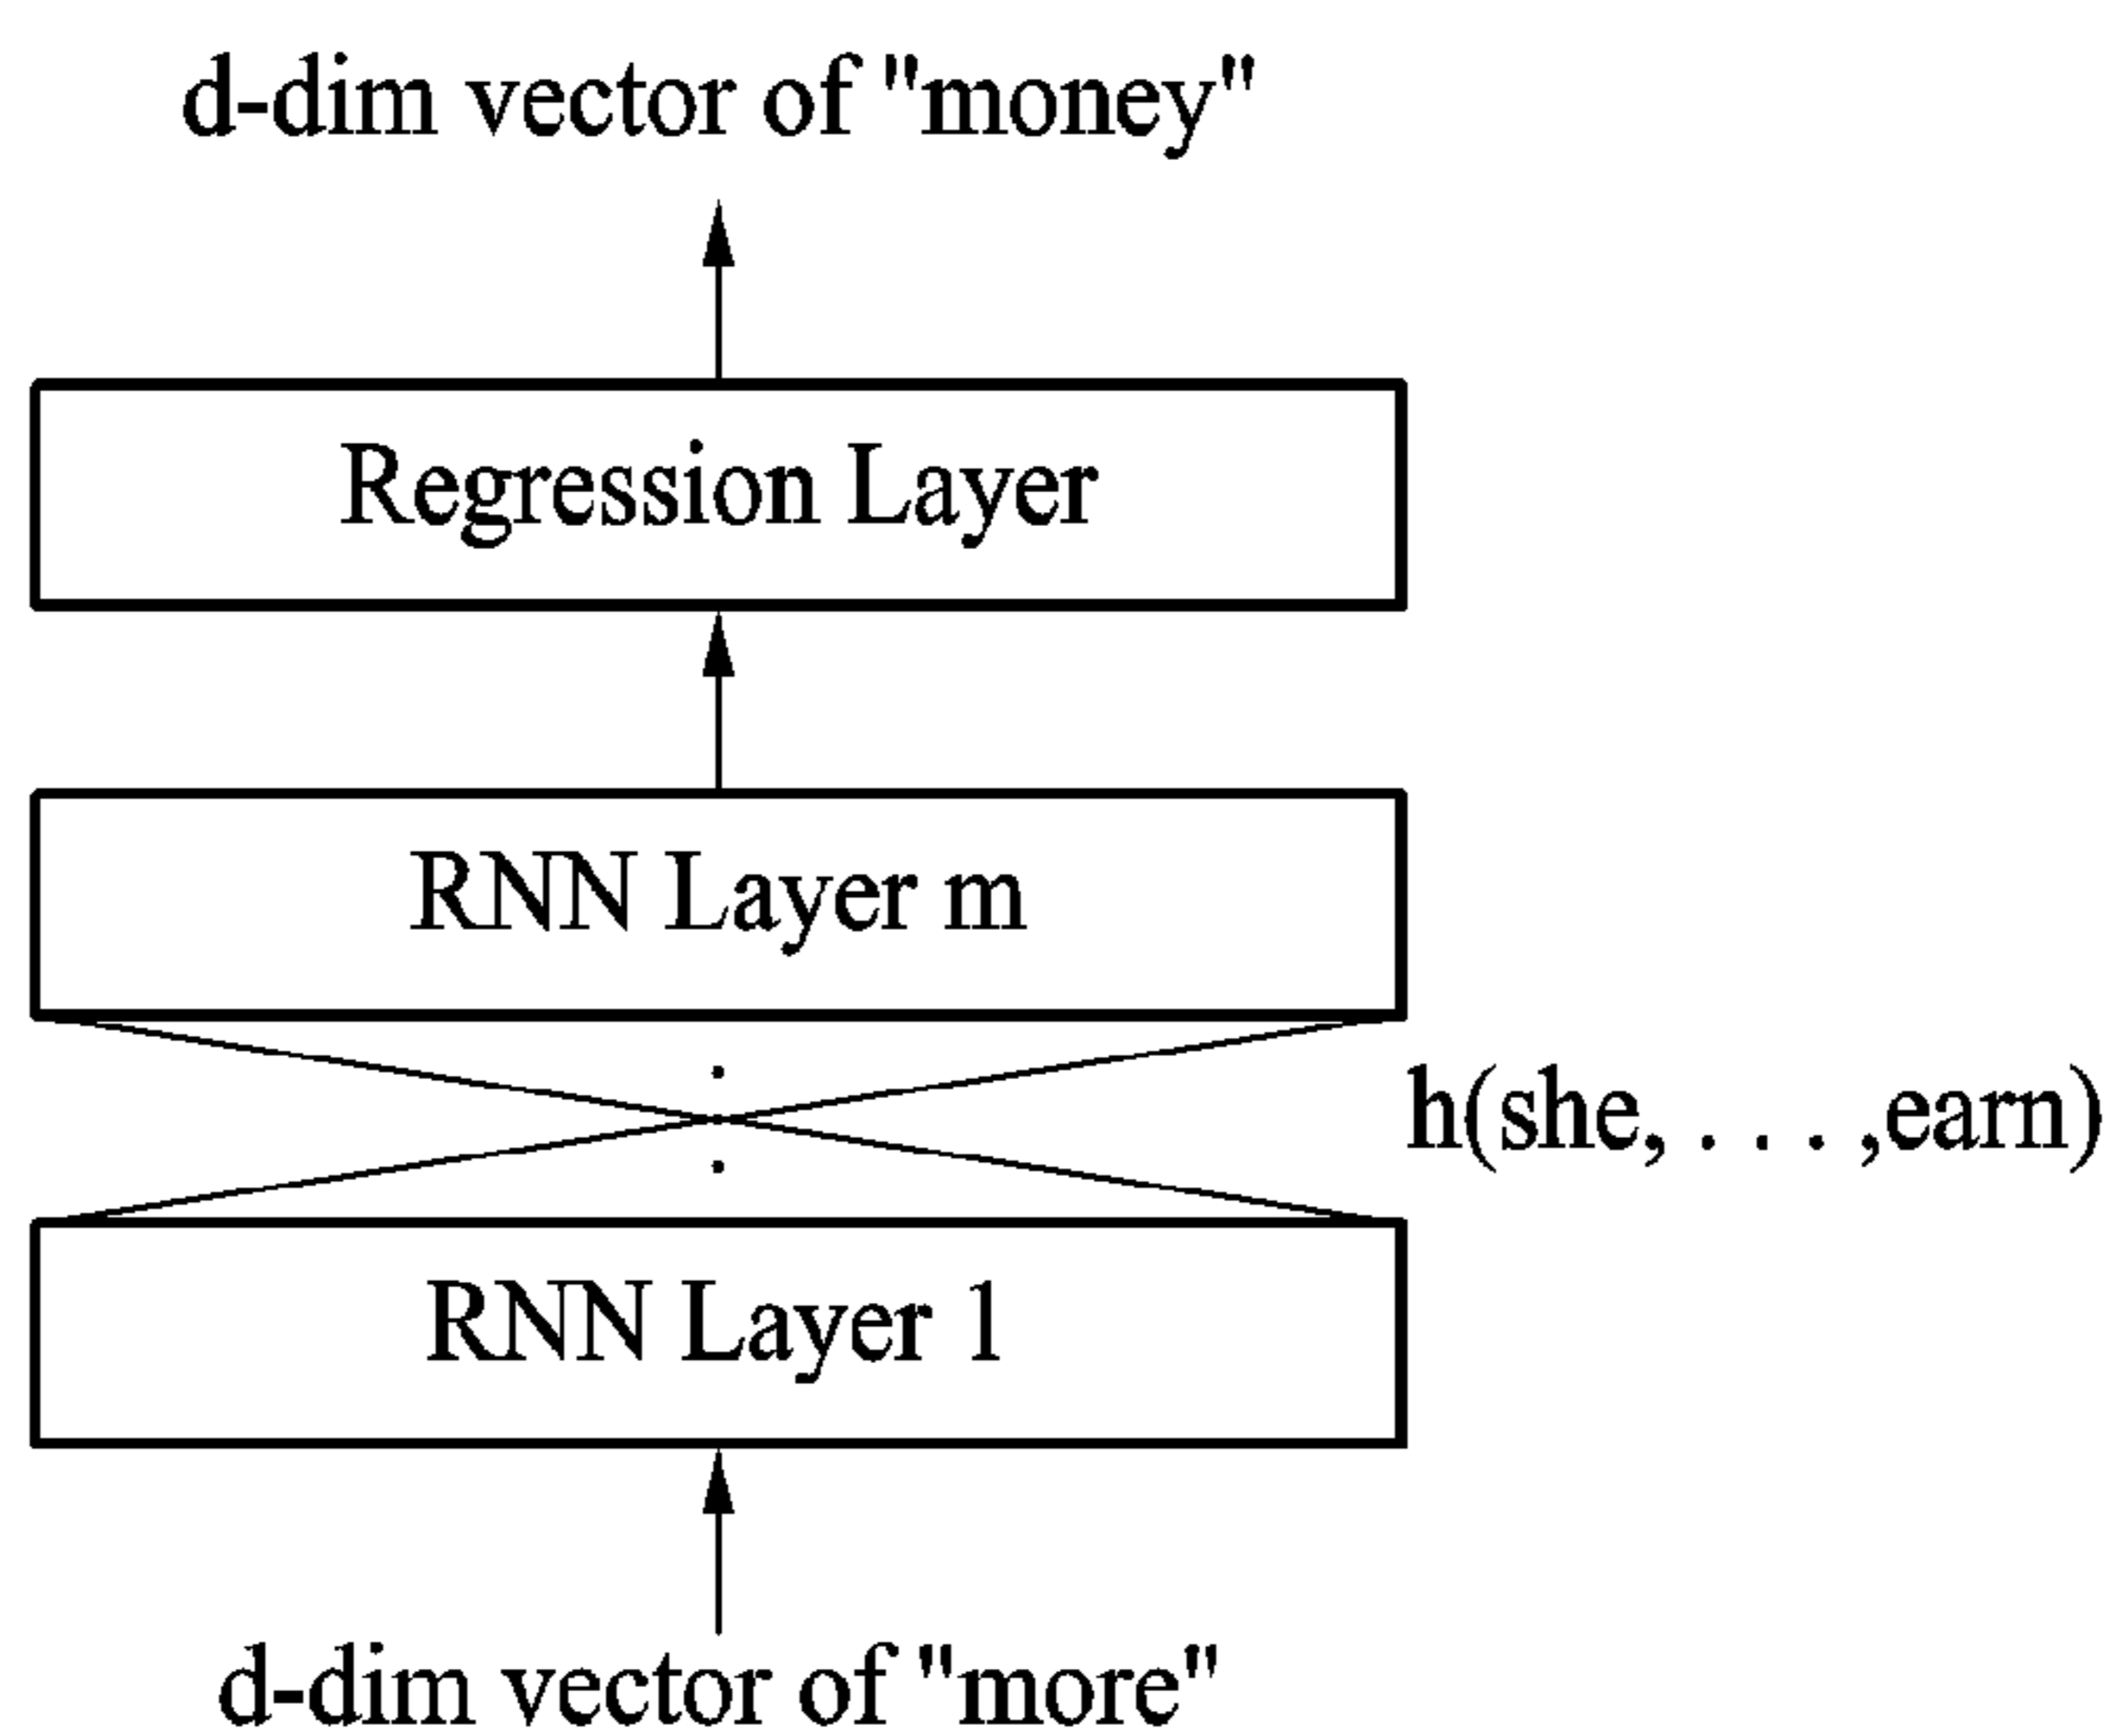 d-dim vector of "money"
Regression Layer
RNN Layer m
h(she, . . . . ,earn)
RNN Layer 1
d-dim vector of "more"